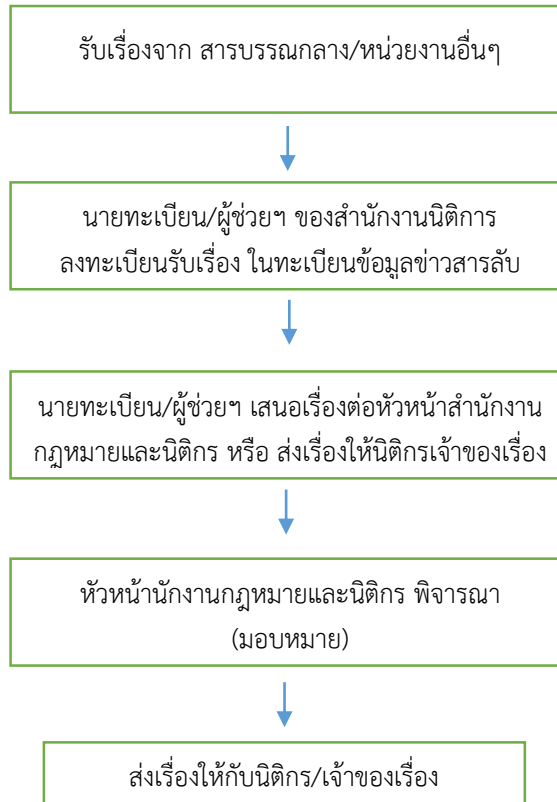 รับเรื่องจาก สารบรรณกลาง/หน่วยงานอื่นๆ
นายทะเบียน/ผู้ช่วยฯ ของสำนักงานนิติการ
ลงทะเบียนรับเรื่อง ในทะเบียนข้อมูลข่าวสารลับ
นายทะเบียน/ผู้ช่วยฯ เสนอเรื่องต่อหัวหน้าสำนักงาน
กฎหมายและนิติกร หรือ ส่งเรื่องให้นิติกรเจ้าของเรื่อง
หัวหน้านักงานกฎหมายและนิติกร พิจารณา
(มอบหมาย)
ส่งเรื่องให้กับนิติกร/เจ้าของเรื่อง